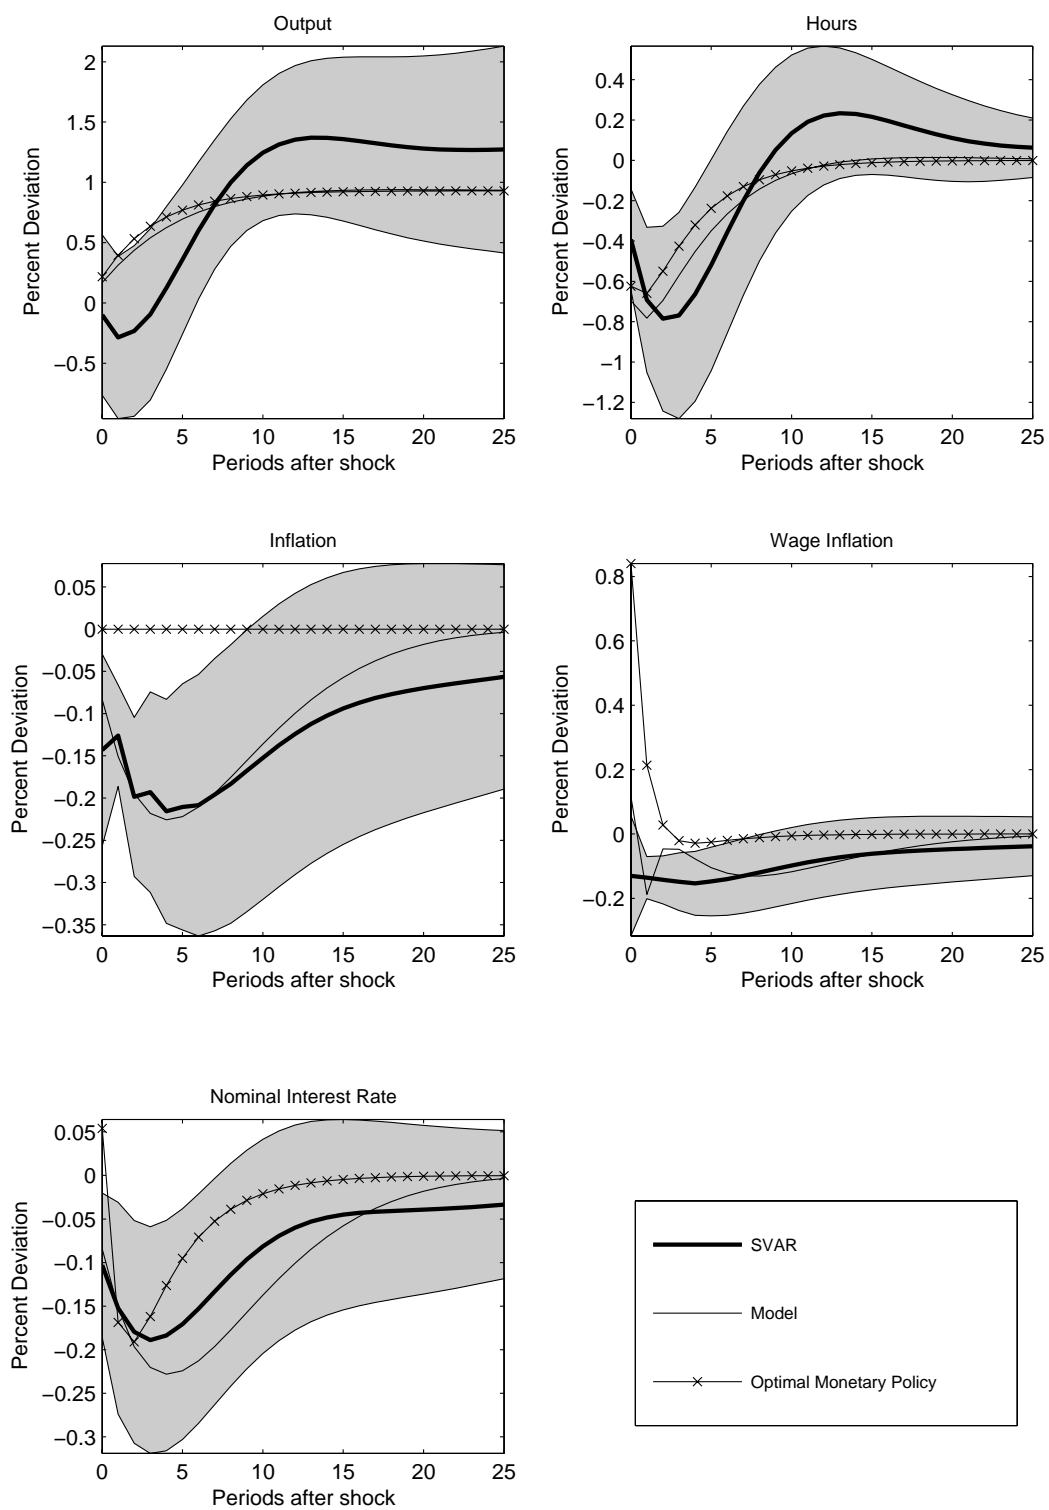 Output
Percent Deviation
2
1.5
1
0.5
0
−0.5
0 5 10 15 20 25
Periods after shock
Hours
Percent Deviation
0.4
0.2
0
−0.2
−0.4
−0.6
−0.8
−1
−1.2
0 5 10 15 20 25
Periods after shock
Inflation
Percent Deviation
0.05
0
−0.05
−0.1
−0.15
−0.2
−0.25
−0.3
−0.35
0 5 10 15 20 25
Periods after shock
Wage Inflation
Percent Deviation
0.8
0.6
0.4
0.2
0
−0.2
0 5 10 15 20 25
Periods after shock
Nominal Interest Rate
Percent Deviation
0.05
0
−0.05
−0.1
−0.15
−0.2
−0.25
−0.3
0 5 10 15 20 25
Periods after shock
SVAR
Model
Optimal Monetary Policy